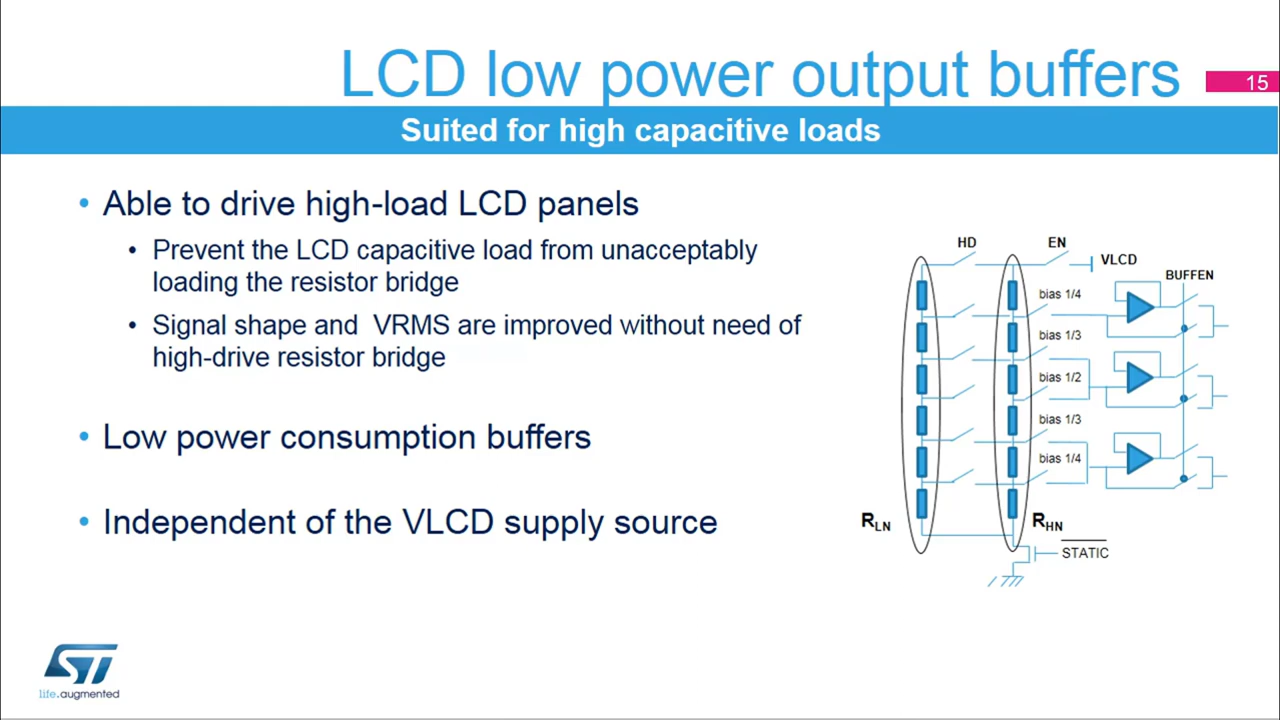 LCD low power output buffers
15
Suited for high capacitive loads
• Able to drive high-load LCD panels
• Prevent the LCD capacitive load from unacceptably
loading the resistor bridge
• Signal shape and VRMS are improved without need of
high-drive resistor bridge
• Low power consumption buffers
• Independent of the VLCD supply source
HD
EN
VLCD
BUFFEN
bias 1/4
bias 1/3
bias 1/2
bias 1/3
bias 1/4
RLN
RHN
STATIC
ST
life.augmented